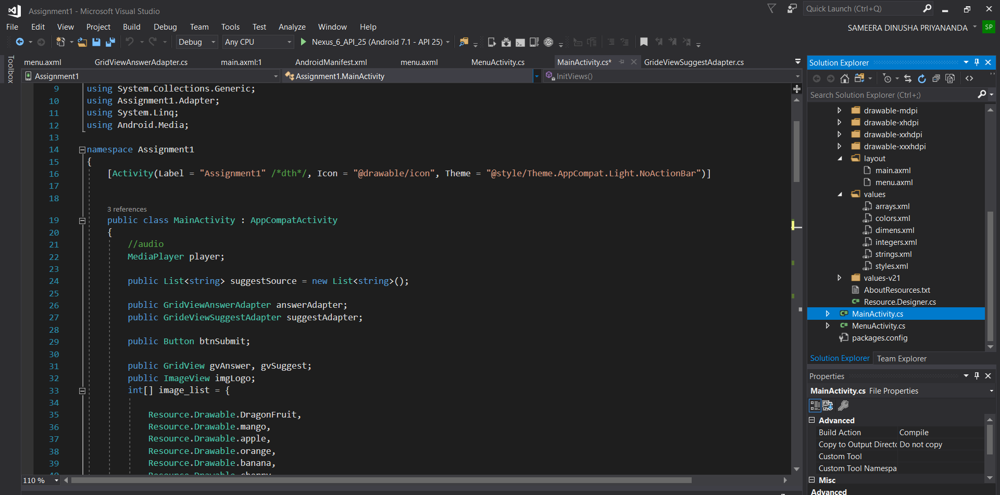 Assignment1 - Microsoft Visual Studio
Quick Launch (Ctrl+Q)
File Edit View Project Build Debug Team Tools Test Analyze Window Help
SAMEERA DINUSHA PRIYANANDA SP
Debug Any CPU Nexus_6_API_25 (Android 7.1 - API 25)
Toolbox
menu.axml GridViewAnswerAdapter.cs main.axml:1 AndroidManifest.xml menu.axml MenuActivity.cs MainActivity.cs* GrideViewSuggestAdapter.cs
Assignment1 Assignment1.MainActivity InitViews()
9 using System.Collections.Generic;
10 using Assignment1.Adapter;
11 using System.Linq;
12 using Android.Media;
13
14 namespace Assignment1
15 {
16 [Activity(Label = "Assignment1" /*dth*/, Icon = "@drawable/icon", Theme = "@style/Theme.AppCompat.Light.NoActionBar")]
17
18
3 references
19 public class MainActivity : AppCompatActivity
20 {
21 //audio
22 MediaPlayer player;
23
24 public List<string> suggestSource = new List<string>();
25
26 public GridViewAnswerAdapter answerAdapter;
27 public GrideViewSuggestAdapter suggestAdapter;
28
29 public Button btnSubmit;
30
31 public GridView gvAnswer, gvSuggest;
32 public ImageView imgLogo;
33 int[] image_list = {
34
35 Resource.Drawable.DragonFruit,
36 Resource.Drawable.mango,
37 Resource.Drawable.apple,
38 Resource.Drawable.orange,
39 Resource.Drawable.banana,
40 Resource.Drawable.cherry
110 %
Solution Explorer
Search Solution Explorer (Ctrl+;)
drawable-mdpi
drawable-xhdpi
drawable-xxhdpi
drawable-xxxhdpi
layout
main.axml
menu.axml
values
arrays.xml
colors.xml
dimens.xml
integers.xml
strings.xml
styles.xml
values-v21
AboutResources.txt
C# Resource.Designer.cs
C# MainActivity.cs
C# MenuActivity.cs
packages.config
Solution Explorer Team Explorer
Properties
MainActivity.cs File Properties
Advanced
Build Action Compile
Copy to Output Directo Do not copy
Custom Tool
Custom Tool Namespa
Misc
Advanced